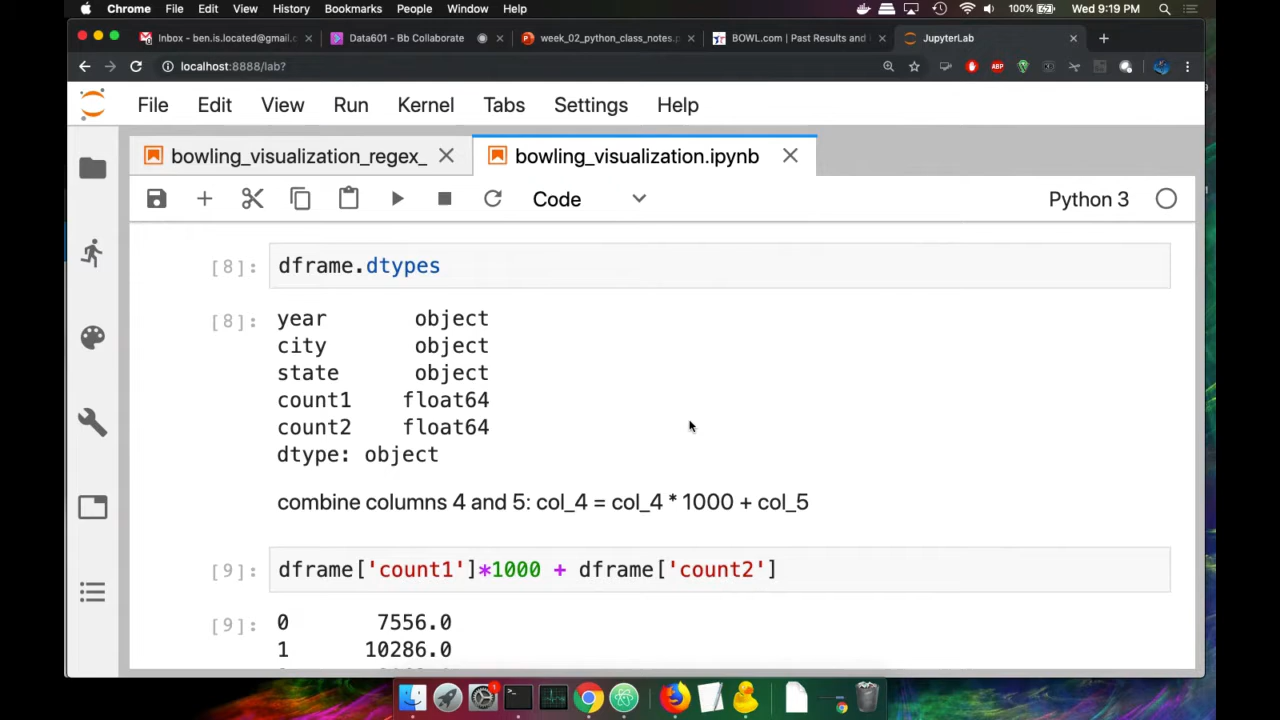 Chrome File Edit View History Bookmarks People Window Help 100% Wed 9:19 PM
Inbox - ben.is.located@gmail.c Data601 - Bb Collaborate week_02_python_class_notes.p BOWL.com | Past Results and JupyterLab
localhost:8888/lab? ABP
File Edit View Run Kernel Tabs Settings Help
bowling_visualization_regex_ bowling_visualization.ipynb
Code Python 3
[8]: dframe.dtypes
[8]: year object
city object
state object
count1 float64
count2 float64
dtype: object
combine columns 4 and 5: col_4 = col_4 * 1000 + col_5
[9]: dframe['count1']*1000 + dframe['count2']
[9]: 0 7556.0
1 10286.0
1